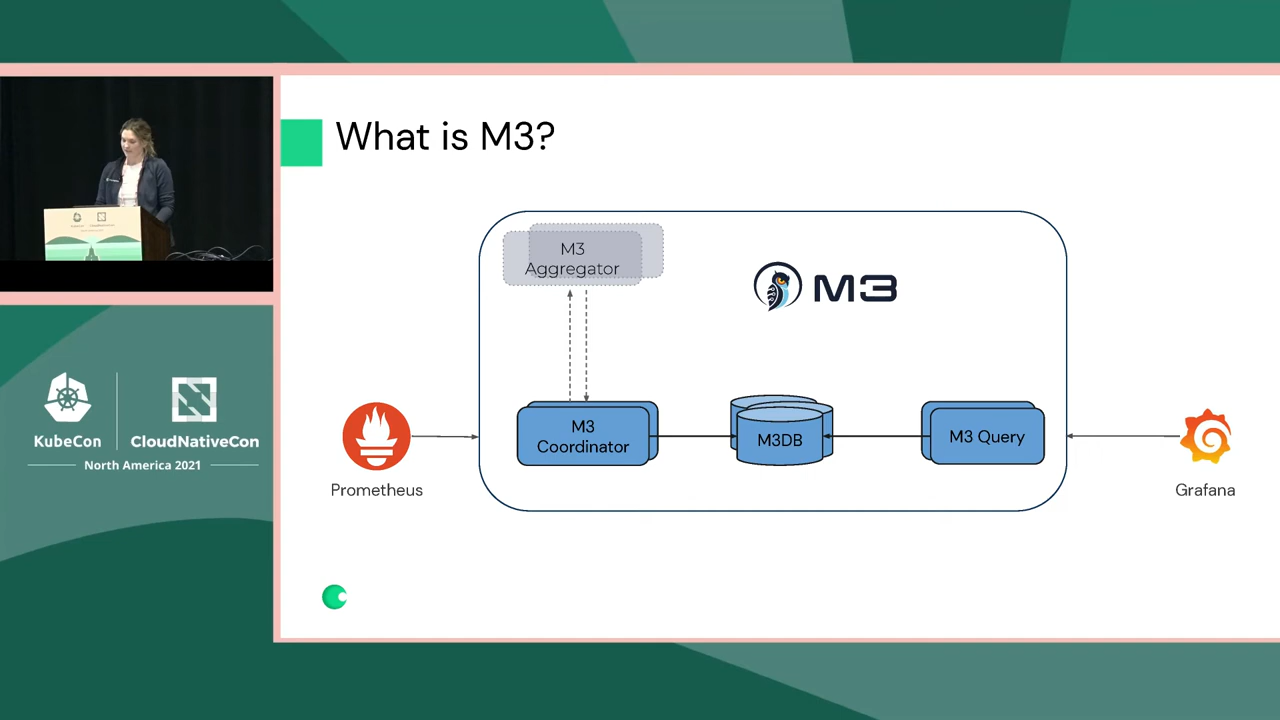 What is M3?
M3
Aggregator
M3
M3
Coordinator
M3DB
M3 Query
Prometheus
Grafana
KubeCon
CloudNativeCon
North America 2021